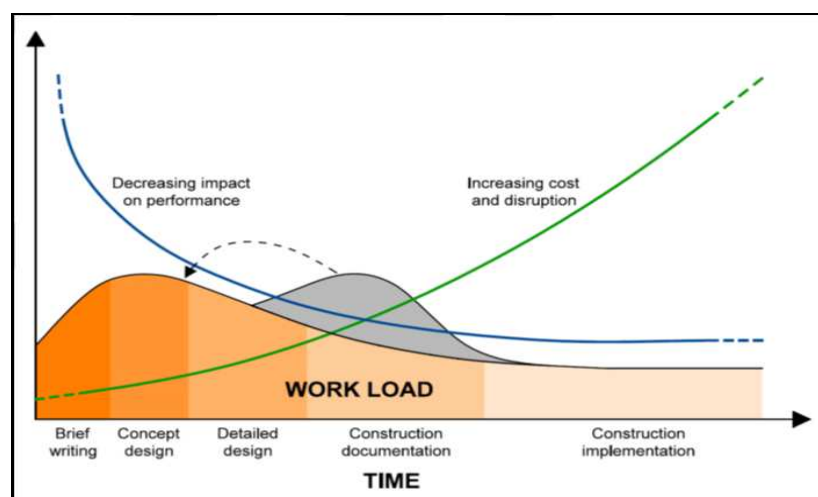 Decreasing impact
on performance
Increasing cost
and disruption
WORK LOAD
Brief
writing
Concept
design
Detailed
design
Construction
documentation
Construction
implementation
TIME